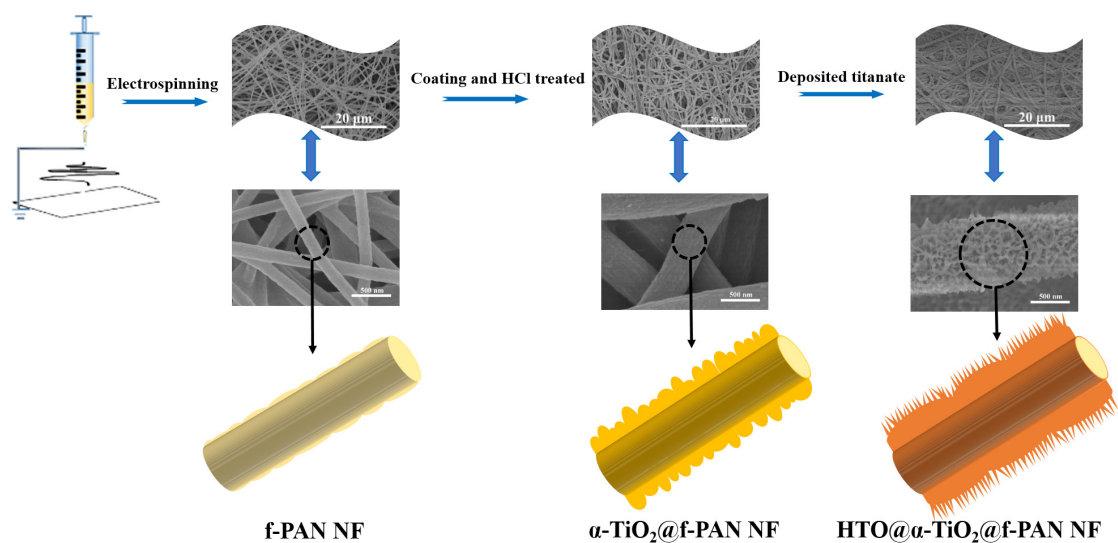 Electrospinning
Coating and HCl treated
Deposited titanate
20 μm
20 μm
20 μm
500 nm
500 nm
500 nm
f-PAN NF
α-TiO₂@f-PAN NF
HTO@α-TiO₂@f-PAN NF